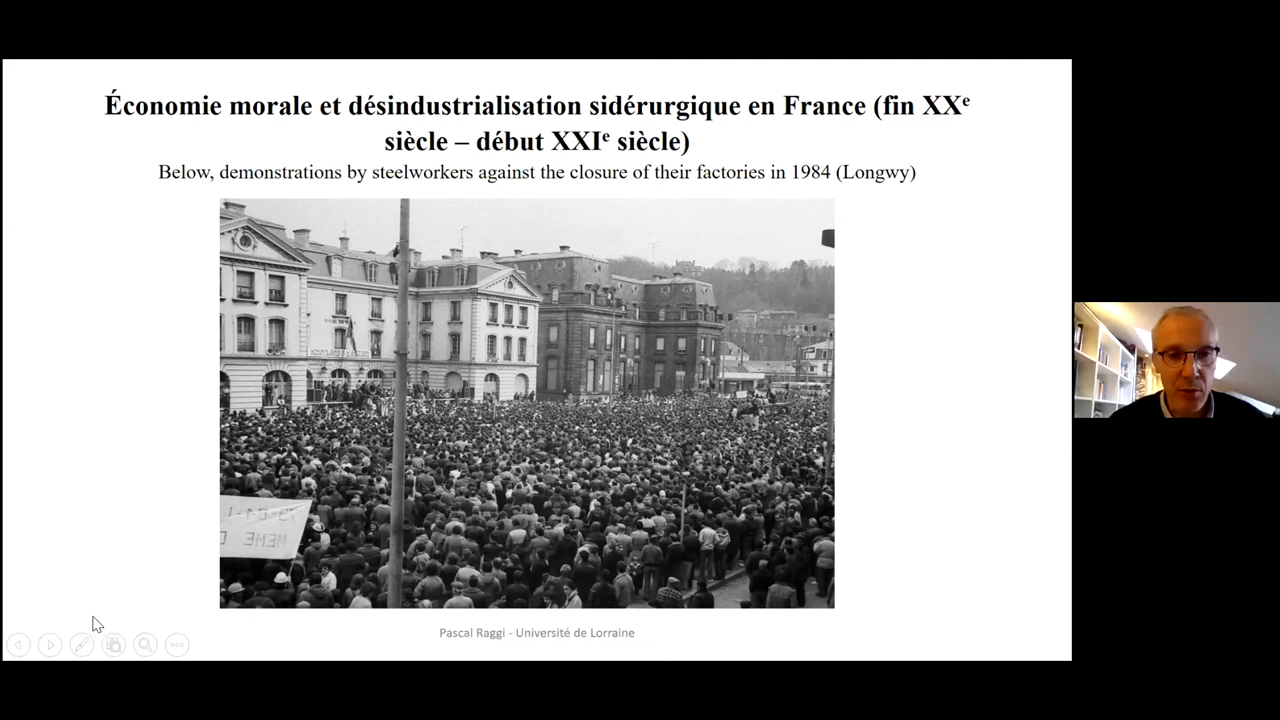 Économie morale et désindustrialisation sidérurgique en France (fin XXe
siècle – début XXIe siècle)
Below, demonstrations by steelworkers against the closure of their factories in 1984 (Longwy)
MEME
Pascal Raggi - Université de Lorraine